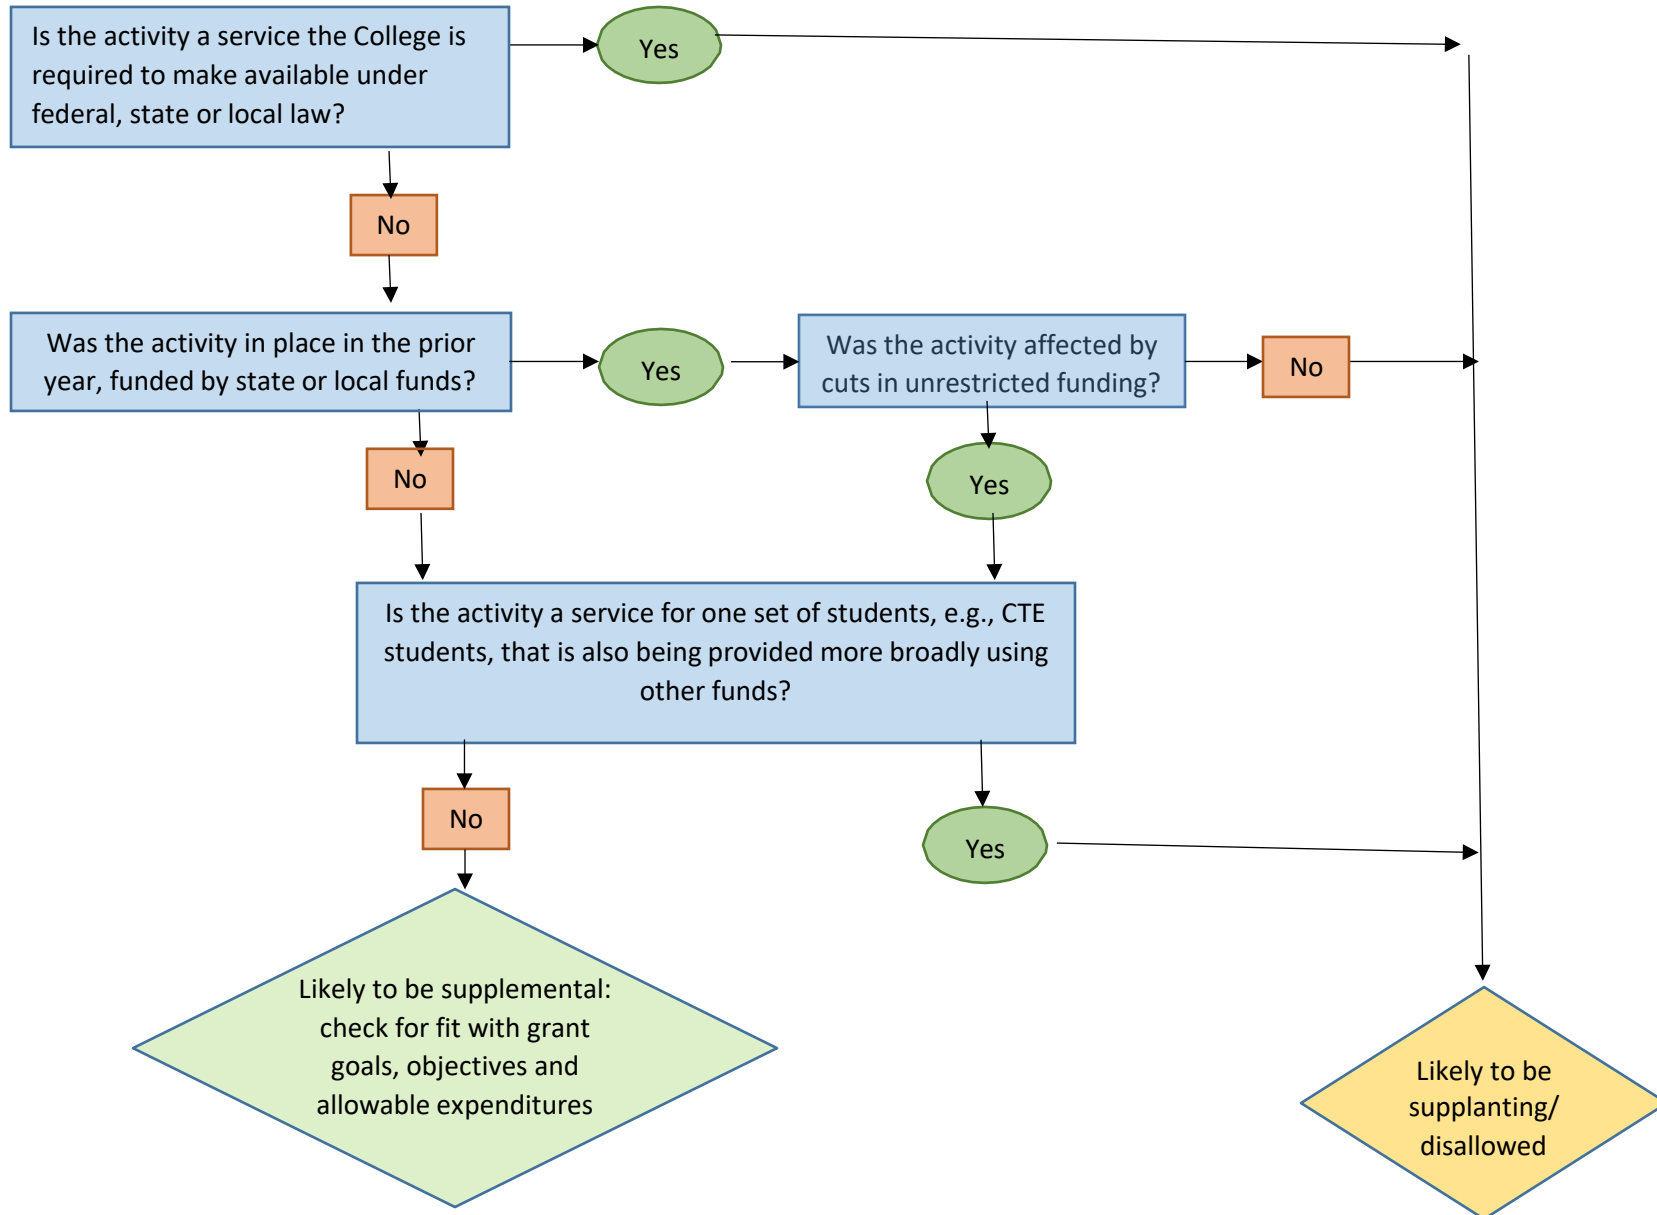 Is the activity a service the College is
required to make available under
federal, state or local law?
Yes
No
Was the activity in place in the prior
year, funded by state or local funds?
Yes
Was the activity affected by
cuts in unrestricted funding?
No
No
Yes
Is the activity a service for one set of students, e.g., CTE
students, that is also being provided more broadly using
other funds?
No
Yes
Likely to be supplemental:
check for fit with grant
goals, objectives and
allowable expenditures
Likely to be
supplanting/
disallowed